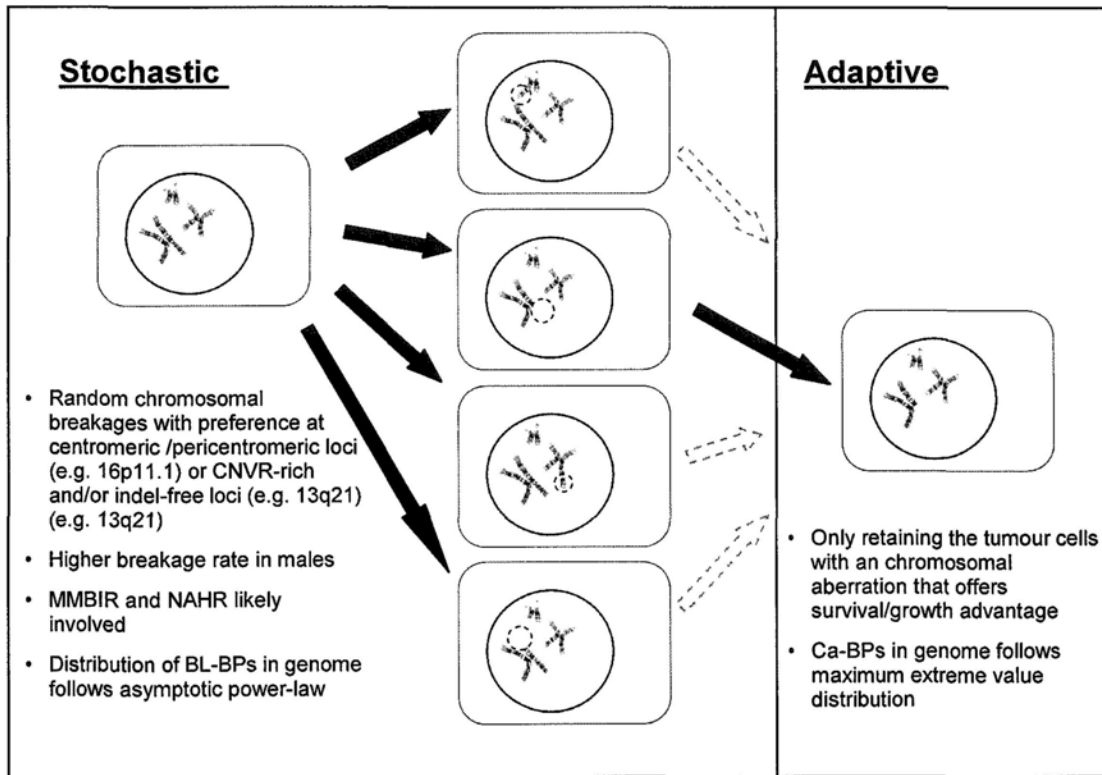 Stochastic
• Random chromosomal
breakages with preference at
centromeric /pericentromeric loci
(e.g. 16p11.1) or CNVR-rich
and/or indel-free loci (e.g. 13q21)
(e.g. 13q21)
• Higher breakage rate in males
• MMBIR and NAHR likely
involved
• Distribution of BL-BPs in genome
follows asymptotic power-law
Adaptive
• Only retaining the tumour cells
with an chromosomal
aberration that offers
survival/growth advantage
• Ca-BPs in genome follows
maximum extreme value
distribution